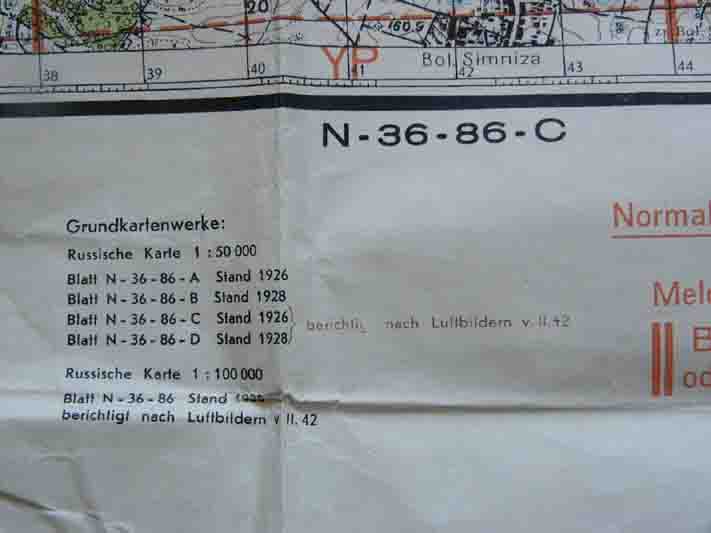 20
160.5
38 39 40 YP 41 42 Bol. Simniza 43 44
N-36-86-C
Grundkartenwerke:
Russische Karte 1 : 50 000
Blatt N - 36 - 86 - A Stand 1926
Blatt N - 36 - 86 - B Stand 1928
Blatt N - 36 - 86 - C Stand 1926
Blatt N - 36 - 86 - D Stand 1928
berichtig nach Luftbildern v. II. 42
Russische Karte 1 : 100 000
Blatt N - 36 - 86 Stand
berichtigt nach Luftbildern v II. 42
Normal
Meld
B
od